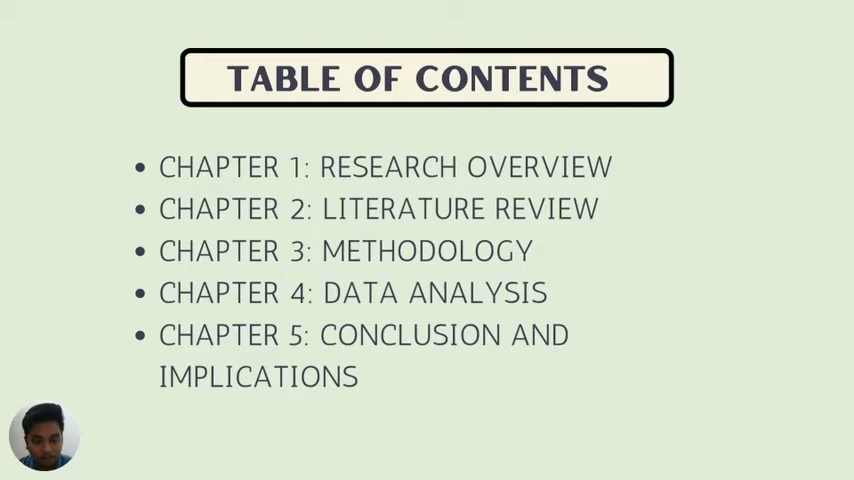 TABLE OF CONTENTS
• CHAPTER 1: RESEARCH OVERVIEW
• CHAPTER 2: LITERATURE REVIEW
• CHAPTER 3: METHODOLOGY
• CHAPTER 4: DATA ANALYSIS
• CHAPTER 5: CONCLUSION AND
IMPLICATIONS